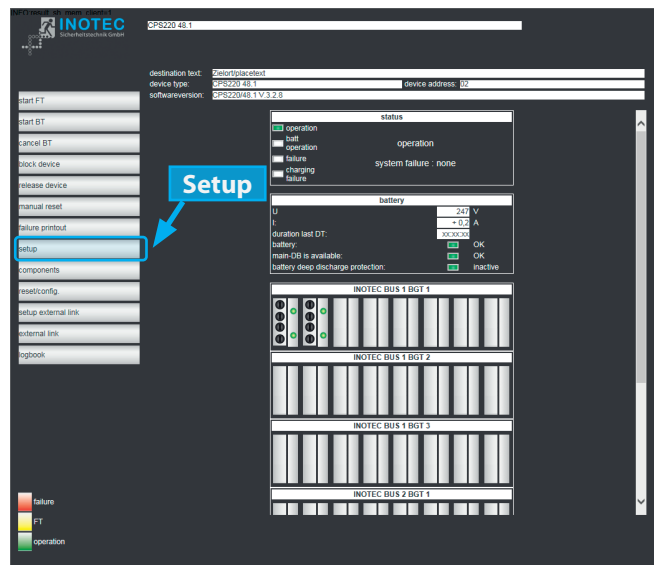 INFO:result_ab_mem_clientx1
INOTEC
Sicherheitstechnik GmbH
CPS220 48.1
destination text: Zielort/placetext
device type: CPS220 48.1 device address: 02
softwareversion: CPS220/48.1 V.3.2.8
start FT
start BT
cancel BT
block device
release device
manual reset
failure printout
setup
components
reset/config.
setup external link
external link
logbook
Setup
status
operation
batt
operation
operation
failure
system failure : none
charging
failure
battery
U 247 V
I: + 0,2 A
duration last DT: xx:xx:xx
battery: OK
main-DB is available: OK
battery deep discharge protection: inactive
INOTEC BUS 1 BGT 1
INOTEC BUS 1 BGT 2
INOTEC BUS 1 BGT 3
INOTEC BUS 2 BGT 1
failure
FT
operation